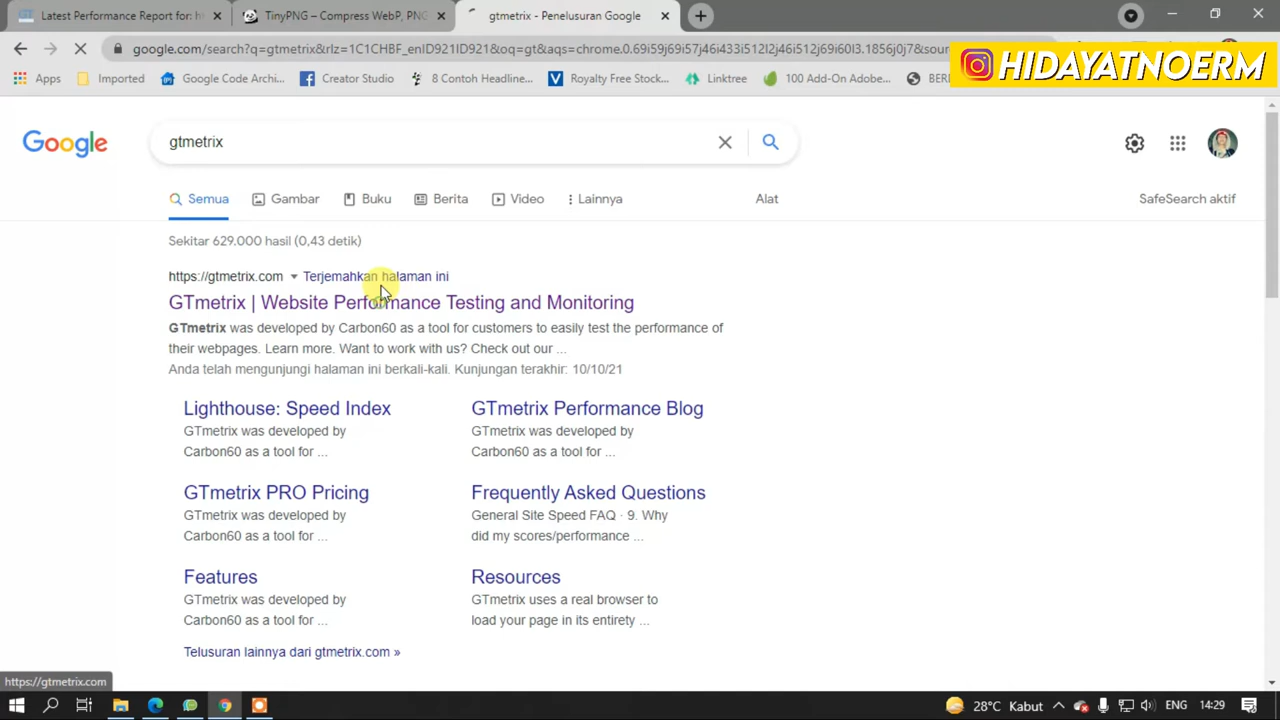 Latest Performance Report for: h
TinyPNG – Compress WebP, PNG
gtmetrix - Penelusuran Google
google.com/search?q=gtmetrix&rlz=1C1CHBF_enID921ID921&oq=gt&aqs=chrome.0.69i59j69i57j46i433i512l2j46i512j69i60l3.1856j0j7&sour
HIDAYATNOERM
Apps
Imported
Google Code Archi...
Creator Studio
8 Contoh Headline...
Royalty Free Stock...
Linktree
100 Add-On Adobe...
BERI
Google
gtmetrix
Semua
Gambar
Buku
Berita
Video
Lainnya
Alat
SafeSearch aktif
Sekitar 629.000 hasil (0,43 detik)
https://gtmetrix.com
Terjemahkan halaman ini
GTmetrix | Website Performance Testing and Monitoring
GTmetrix was developed by Carbon60 as a tool for customers to easily test the performance of
their webpages. Learn more. Want to work with us? Check out our ...
Anda telah mengunjungi halaman ini berkali-kali. Kunjungan terakhir: 10/10/21
Lighthouse: Speed Index
GTmetrix was developed by
Carbon60 as a tool for ...
GTmetrix Performance Blog
GTmetrix was developed by
Carbon60 as a tool for ...
GTmetrix PRO Pricing
GTmetrix was developed by
Carbon60 as a tool for ...
Frequently Asked Questions
General Site Speed FAQ · 9. Why
did my scores/performance ...
Features
GTmetrix was developed by
Carbon60 as a tool for ...
Resources
GTmetrix uses a real browser to
load your page in its entirety ...
Telusuran lainnya dari gtmetrix.com »
https://gtmetrix.com
28°C Kabut
ENG
14:29